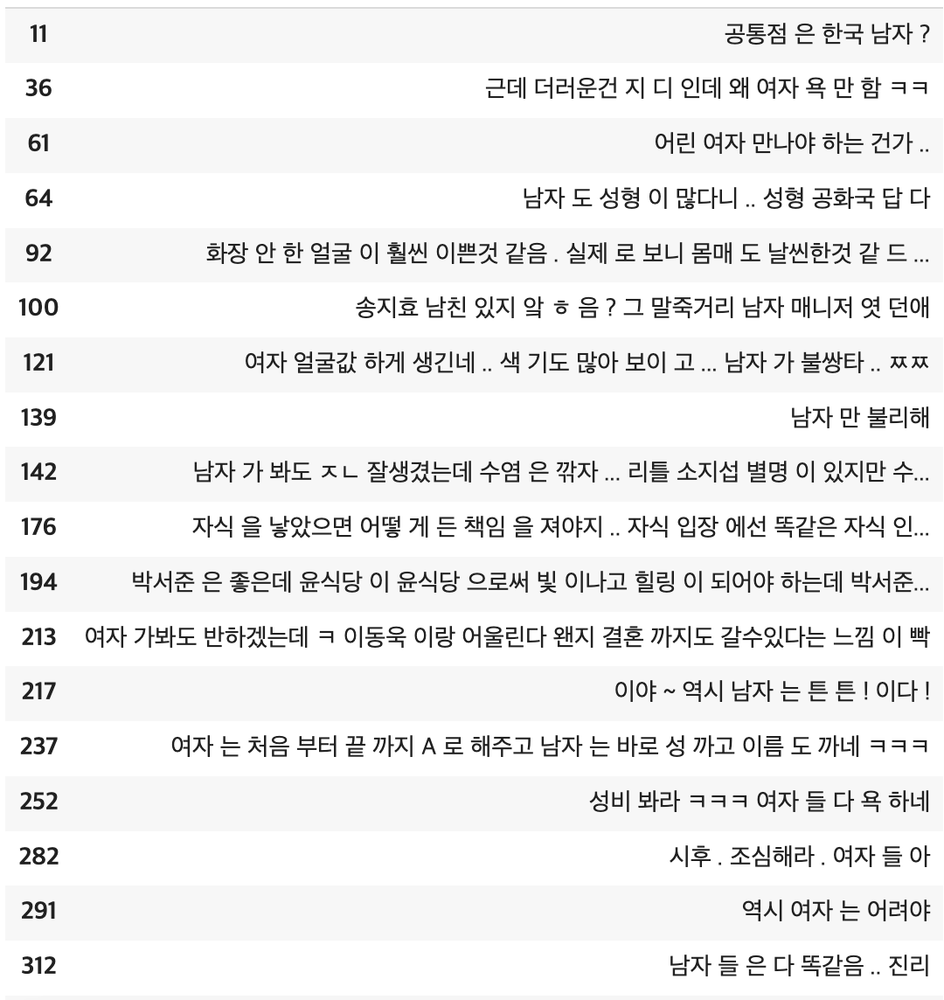 11 공통점 은 한국 남자 ?
36 근데 더러운건 지 디 인데 왜 여자 욕 만 함 ㅋㅋ
61 어린 여자 만나야 하는 건가 ..
64 남자 도 성형 이 많다니 .. 성형 공화국 답 다
92 화장 안 한 얼굴 이 훨씬 이쁜것 같음 . 실제 로 보니 몸매 도 날씬한것 같 드 ...
100 송지효 남친 있지 앞 ㅎ 음 ? 그 말죽거리 남자 매니저 엿 던애
121 여자 얼굴값 하게 생긴네 .. 색 기도 많아 보이 고 ... 남자 가 불쌍타 .. ㅉㅉ
139 남자 만 불리해
142 남자 가 봐도 ㅈㄴ 잘생겼는데 수염 은 깎자 ... 리틀 소지섭 별명 이 있지만 수...
176 자식 을 낳았으면 어떻 게 든 책임 을 져야지 .. 자식 입장 에선 똑같은 자식 인...
194 박서준 은 좋은데 윤식당 이 윤식당 으로써 빛 이나고 힐링 이 되어야 하는데 박서준...
213 여자 가봐도 반하겠는데 ㅋ 이동욱 이랑 어울린다 왠지 결혼 까지도 갈수있다는 느낌 이 빡
217 이야 ~ 역시 남자 는 튼 튼 ! 이다 !
237 여자 는 처음 부터 끝 까지 A 로 해주고 남자 는 바로 성 까고 이름 도 까네 ㅋㅋㅋ
252 성비 봐라 ㅋㅋㅋ 여자 들 다 욕 하네
282 시후 . 조심해라 . 여자 들 아
291 역시 여자 는 어려야
312 남자 들 은 다 똑같음 .. 진리